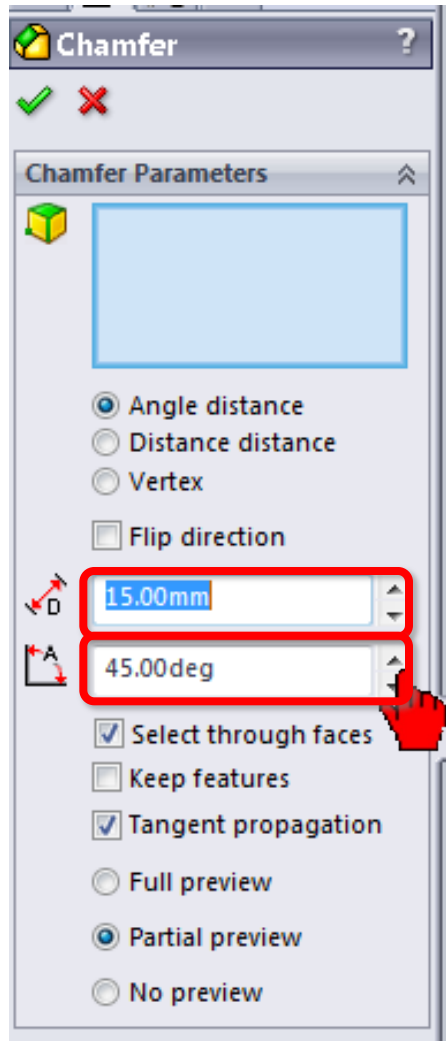 Chamfer ?
Chamfer Parameters
Angle distance
Distance distance
Vertex
Flip direction
D 15.00mm
A 45.00deg
Select through faces
Keep features
Tangent propagation
Full preview
Partial preview
No preview